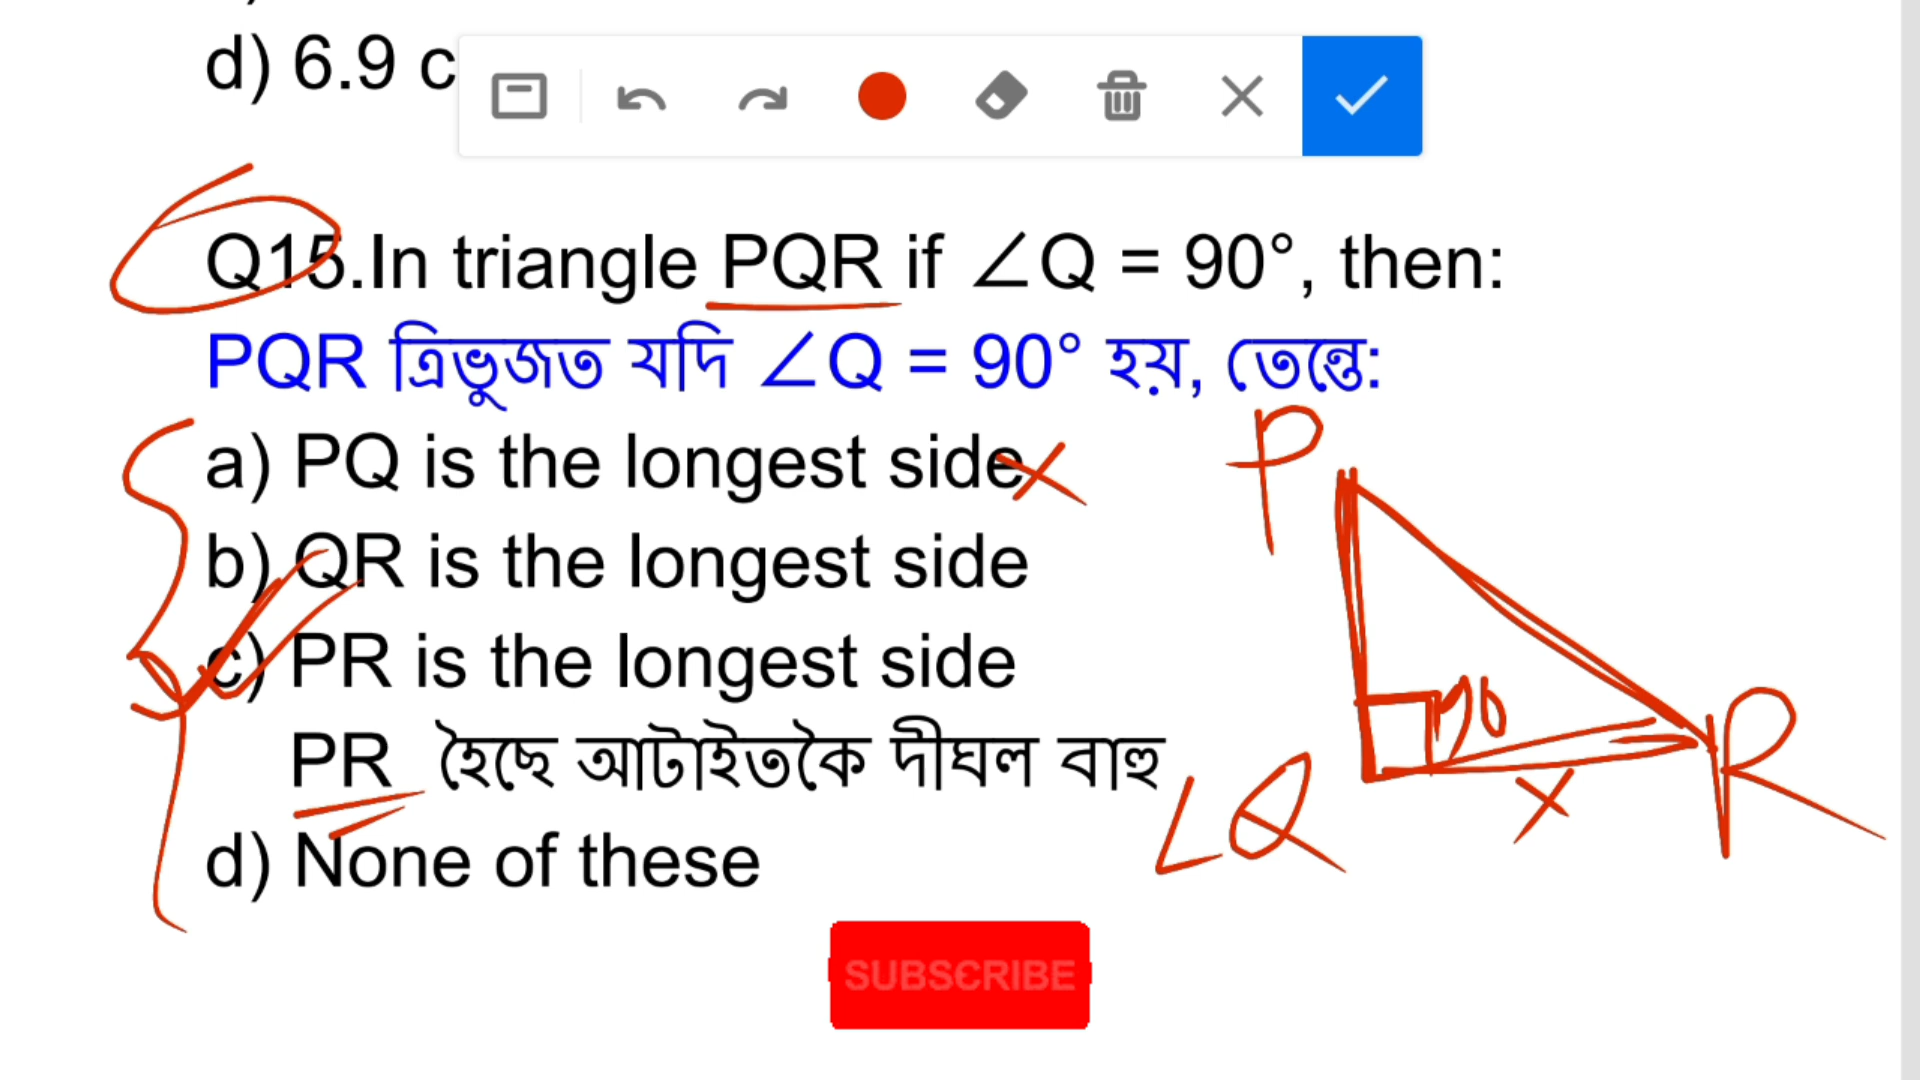 d) 6.9 c
Q15.In triangle PQR if ∠Q = 90°, then:
PQR ত্ৰিভুজত যদি ∠Q = 90° হয়, তেন্তে:
a) PQ is the longest side
b) QR is the longest side
c) PR is the longest side
PR হৈছে আটাইতকৈ দীঘল বাহু
d) None of these
P
90
R
∠Q
SUBSCRIBE